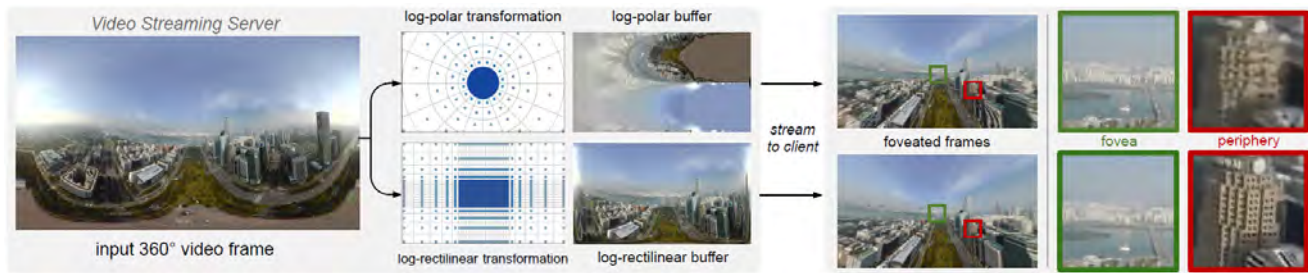 Video Streaming Server
input 360° video frame
log-polar transformation
log-polar buffer
log-rectilinear transformation
log-rectilinear buffer
stream
to client
foveated frames
fovea
periphery